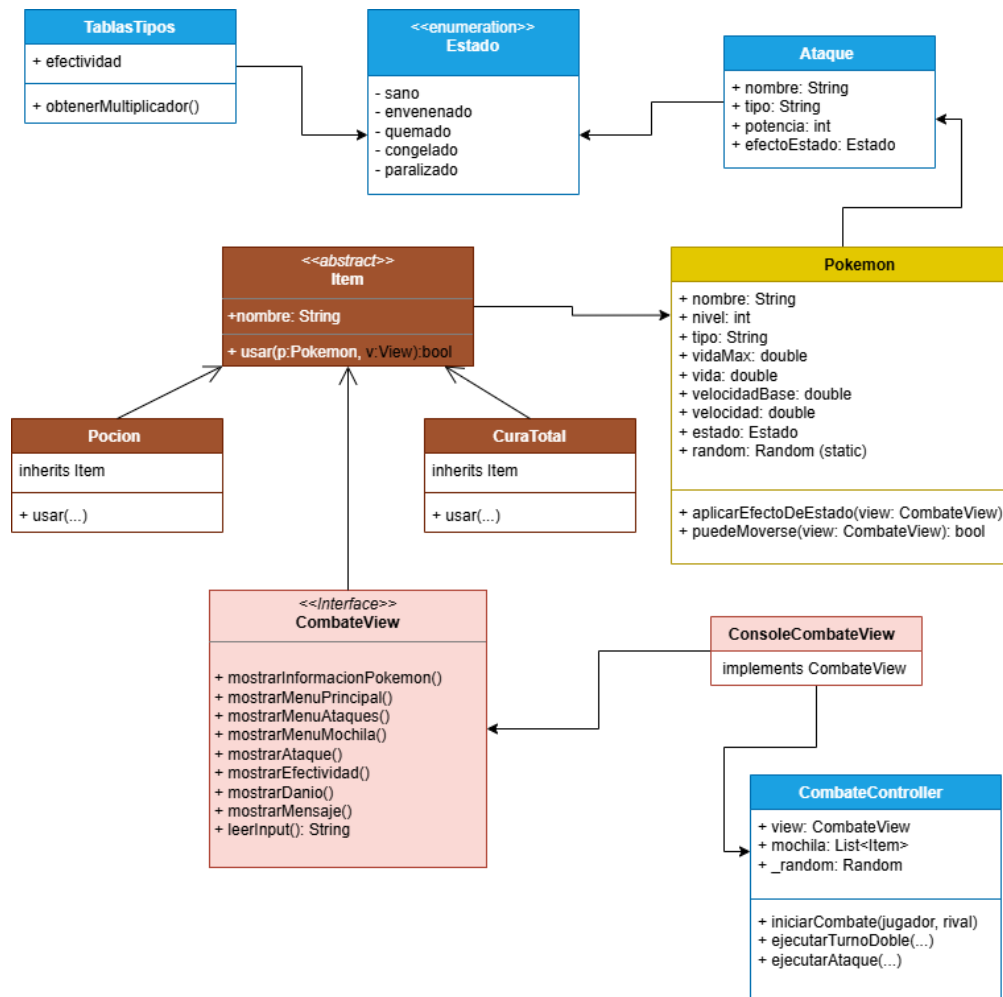 TablasTipos
+ efectividad
+ obtenerMultiplicador()
<<enumeration>>
Estado
- sano
- envenenado
- quemado
- congelado
- paralizado
Ataque
+ nombre: String
+ tipo: String
+ potencia: int
+ efectoEstado: Estado
<<abstract>>
Item
+nombre: String
+ usar(p:Pokemon, v:View):bool
Pokemon
+ nombre: String
+ nivel: int
+ tipo: String
+ vidaMax: double
+ vida: double
+ velocidadBase: double
+ velocidad: double
+ estado: Estado
+ random: Random (static)
+ aplicarEfectoDeEstado(view: CombateView)
+ puedeMoverse(view: CombateView): bool
Pocion
inherits Item
+ usar(...)
CuraTotal
inherits Item
+ usar(...)
<<Interface>>
CombateView
+ mostrarInformacionPokemon()
+ mostrarMenuPrincipal()
+ mostrarMenuAtaques()
+ mostrarMenuMochila()
+ mostrarAtaque()
+ mostrarEfectividad()
+ mostrarDanio()
+ mostrarMensaje()
+ leerInput(): String
ConsoleCombateView
implements CombateView
CombateController
+ view: CombateView
+ mochila: List<Item>
+ _random: Random
+ iniciarCombate(jugador, rival)
+ ejecutarTurnoDoble(...)
+ ejecutarAtaque(...)